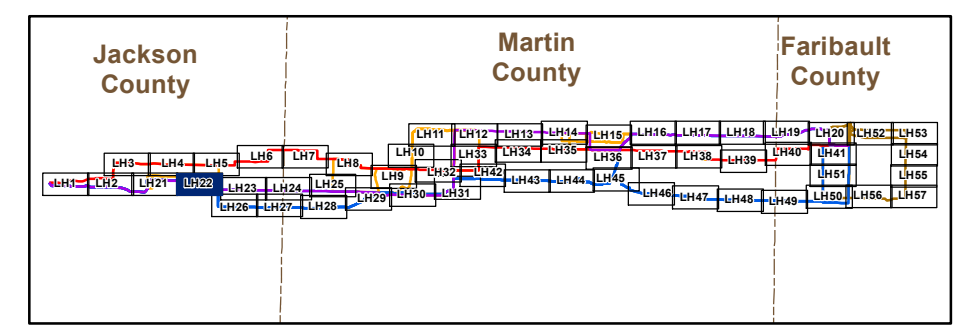 Jackson
County
Martin
County
Faribault
County
LH11 LH12 LH13 LH14 LH15 LH16 LH17 LH18 LH19 LH20 LH52 LH53
LH6 LH7 LH10 LH33 LH34 LH35 LH36 LH37 LH38 LH39 LH40 LH41 LH54
LH3 LH4 LH5 LH8 LH9 LH32 LH42 LH51 LH55
LH1 LH2 LH21 LH22 LH23 LH24 LH25 LH29 LH30 LH31 LH43 LH44 LH45 LH46 LH47 LH48 LH49 LH50 LH56 LH57
LH26 LH27 LH28